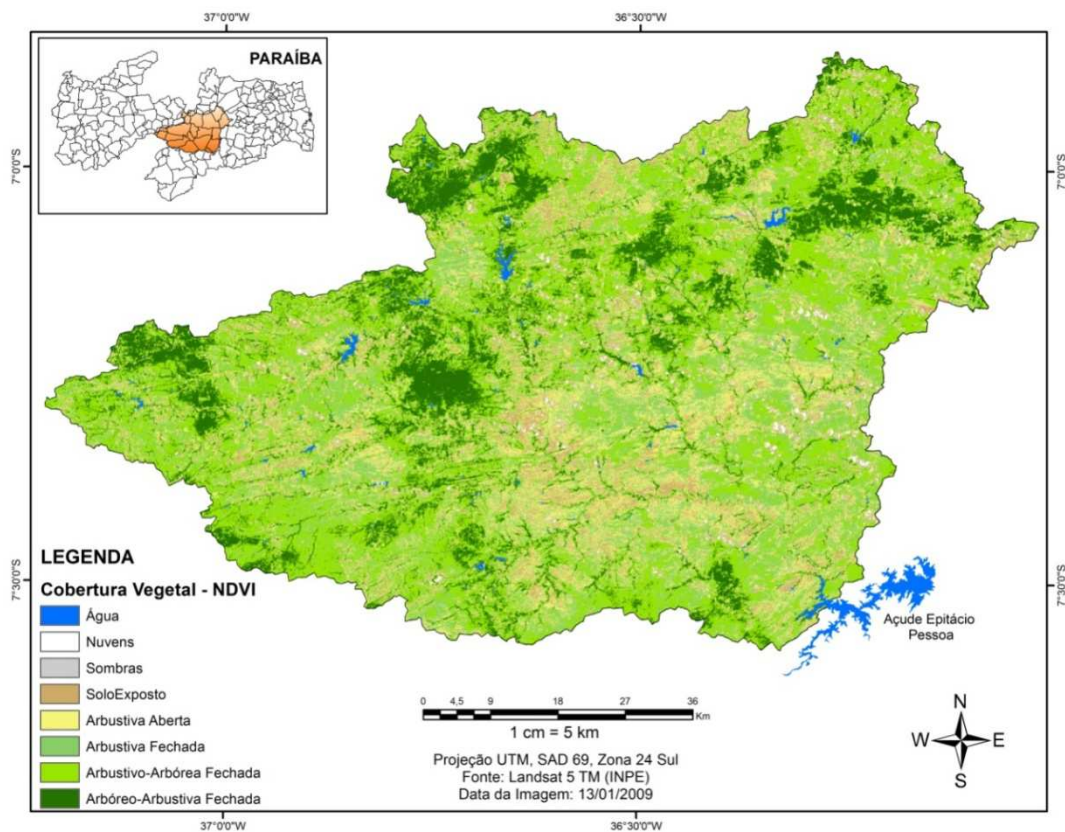 37°0'0"W
36°30'0"W
PARAÍBA
7°0'0"S
7°0'0"S
LEGENDA
Cobertura Vegetal - NDVI
Água
Nuvens
Sombras
SoloExposto
Arbustiva Aberta
Arbustiva Fechada
Arbustivo-Arbórea Fechada
Arbóreo-Arbustiva Fechada
7°30'0"S
7°30'0"S
Açude Epitácio
Pessoa
0 4,5 9 18 27 36
Km
1 cm = 5 km
Projeção UTM, SAD 69, Zona 24 Sul
Fonte: Landsat 5 TM (INPE)
Data da Imagem: 13/01/2009
N
W E
S
37°0'0"W
36°30'0"W